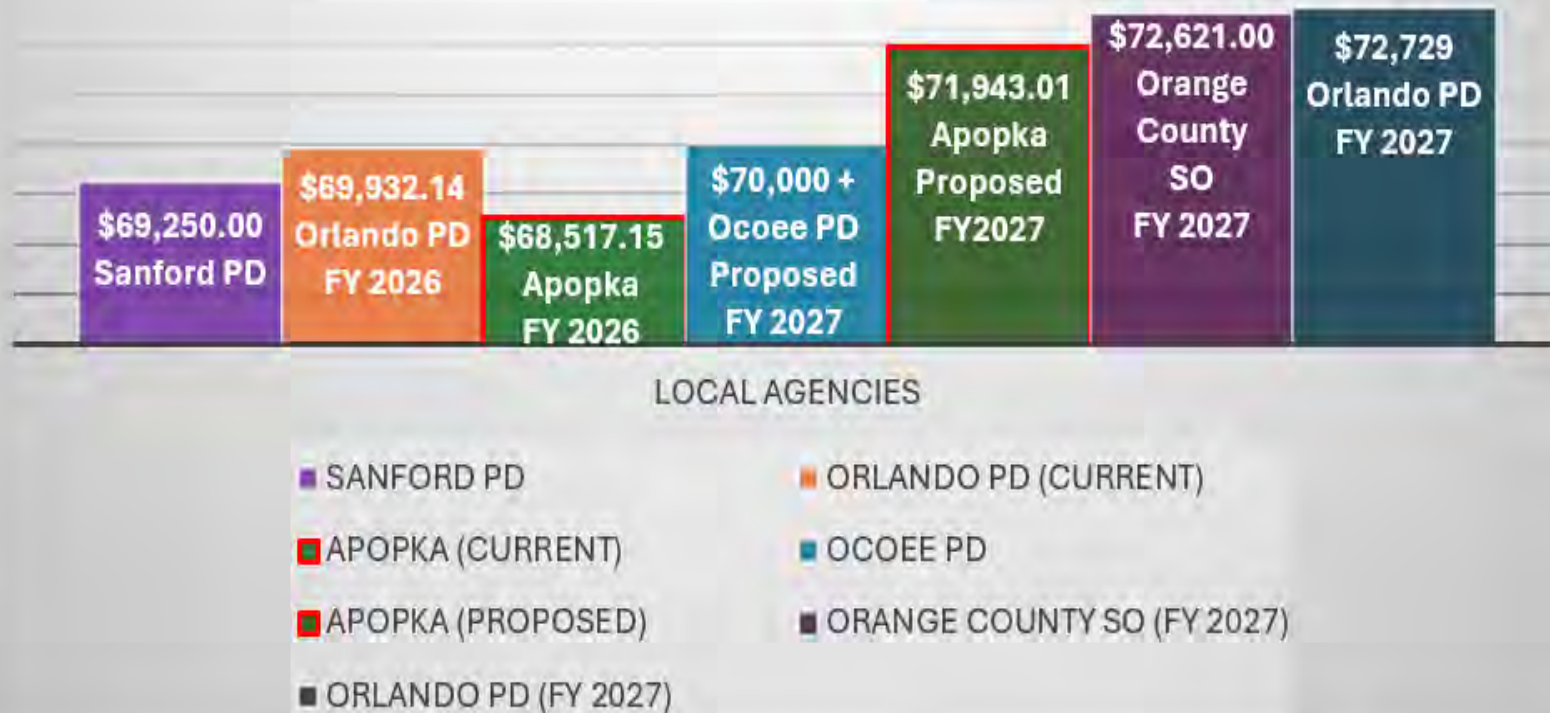 $69,250.00
Sanford PD
$69,932.14
Orlando PD
FY 2026
$68,517.15
Apopka
FY 2026
$70,000 +
Ocoee PD
Proposed
FY 2027
$71,943.01
Apopka
Proposed
FY2027
$72,621.00
Orange
County
SO
FY 2027
$72,729
Orlando PD
FY 2027
LOCAL AGENCIES
SANFORD PD
ORLANDO PD (CURRENT)
APOPKA (CURRENT)
OCOEE PD
APOPKA (PROPOSED)
ORANGE COUNTY SO (FY 2027)
ORLANDO PD (FY 2027)